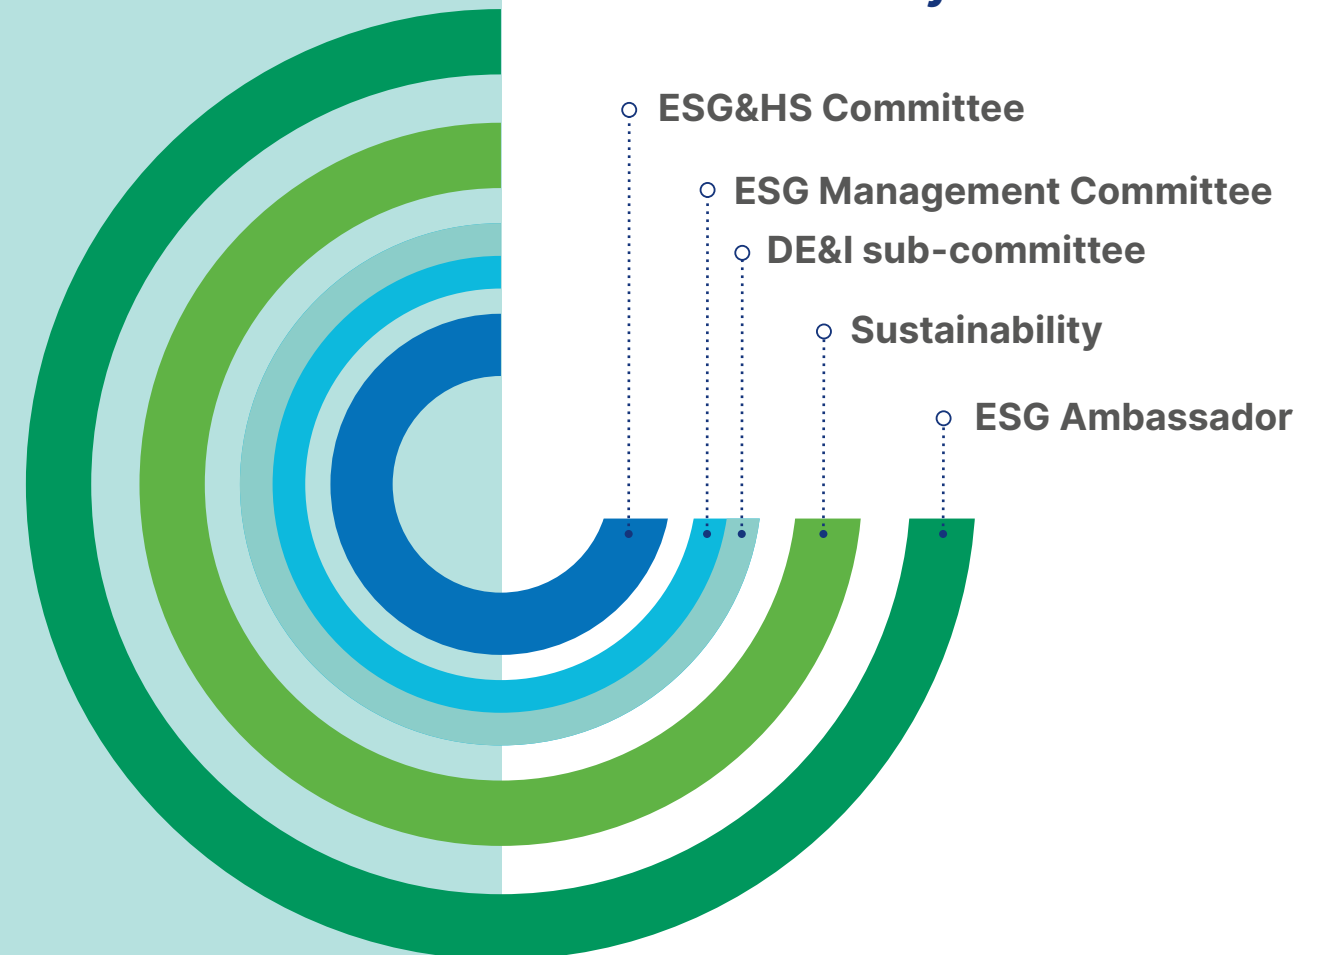 ESG&HS Committee
ESG Management Committee
DE&I sub-committee
Sustainability
ESG Ambassador